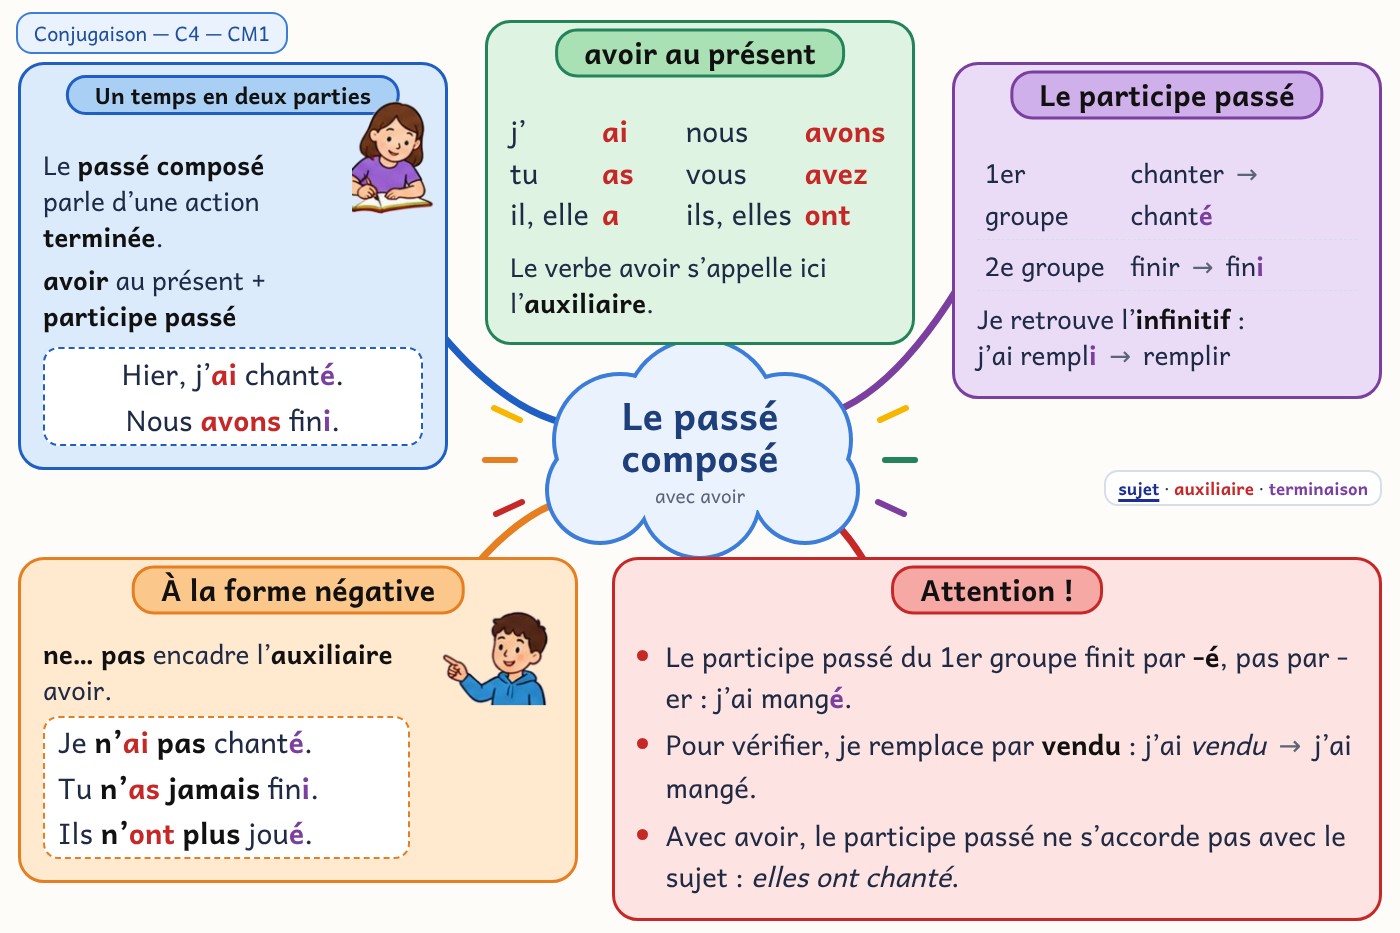 Conjugaison — C4 — CM1
Un temps en deux parties
Le passé composé
parle d’une action
terminée.
avoir au présent +
participe passé
Hier, j’ai chanté.
Nous avons fini.
avoir au présent
j’ ai nous avons
tu as vous avez
il, elle a ils, elles ont
Le verbe avoir s’appelle ici
l’auxiliaire.
Le participe passé
1er chanter →
groupe chanté
2e groupe finir → fini
Je retrouve l’infinitif :
j’ai rempli → remplir
Le passé
composé
avec avoir
sujet · auxiliaire · terminaison
À la forme négative
ne… pas encadre l’auxiliaire
avoir.
Je n’ai pas chanté.
Tu n’as jamais fini.
Ils n’ont plus joué.
Attention !
• Le participe passé du 1er groupe finit par -é, pas par -
er : j’ai mangé.
• Pour vérifier, je remplace par vendu : j’ai vendu → j’ai
mangé.
• Avec avoir, le participe passé ne s’accorde pas avec le
sujet : elles ont chanté.